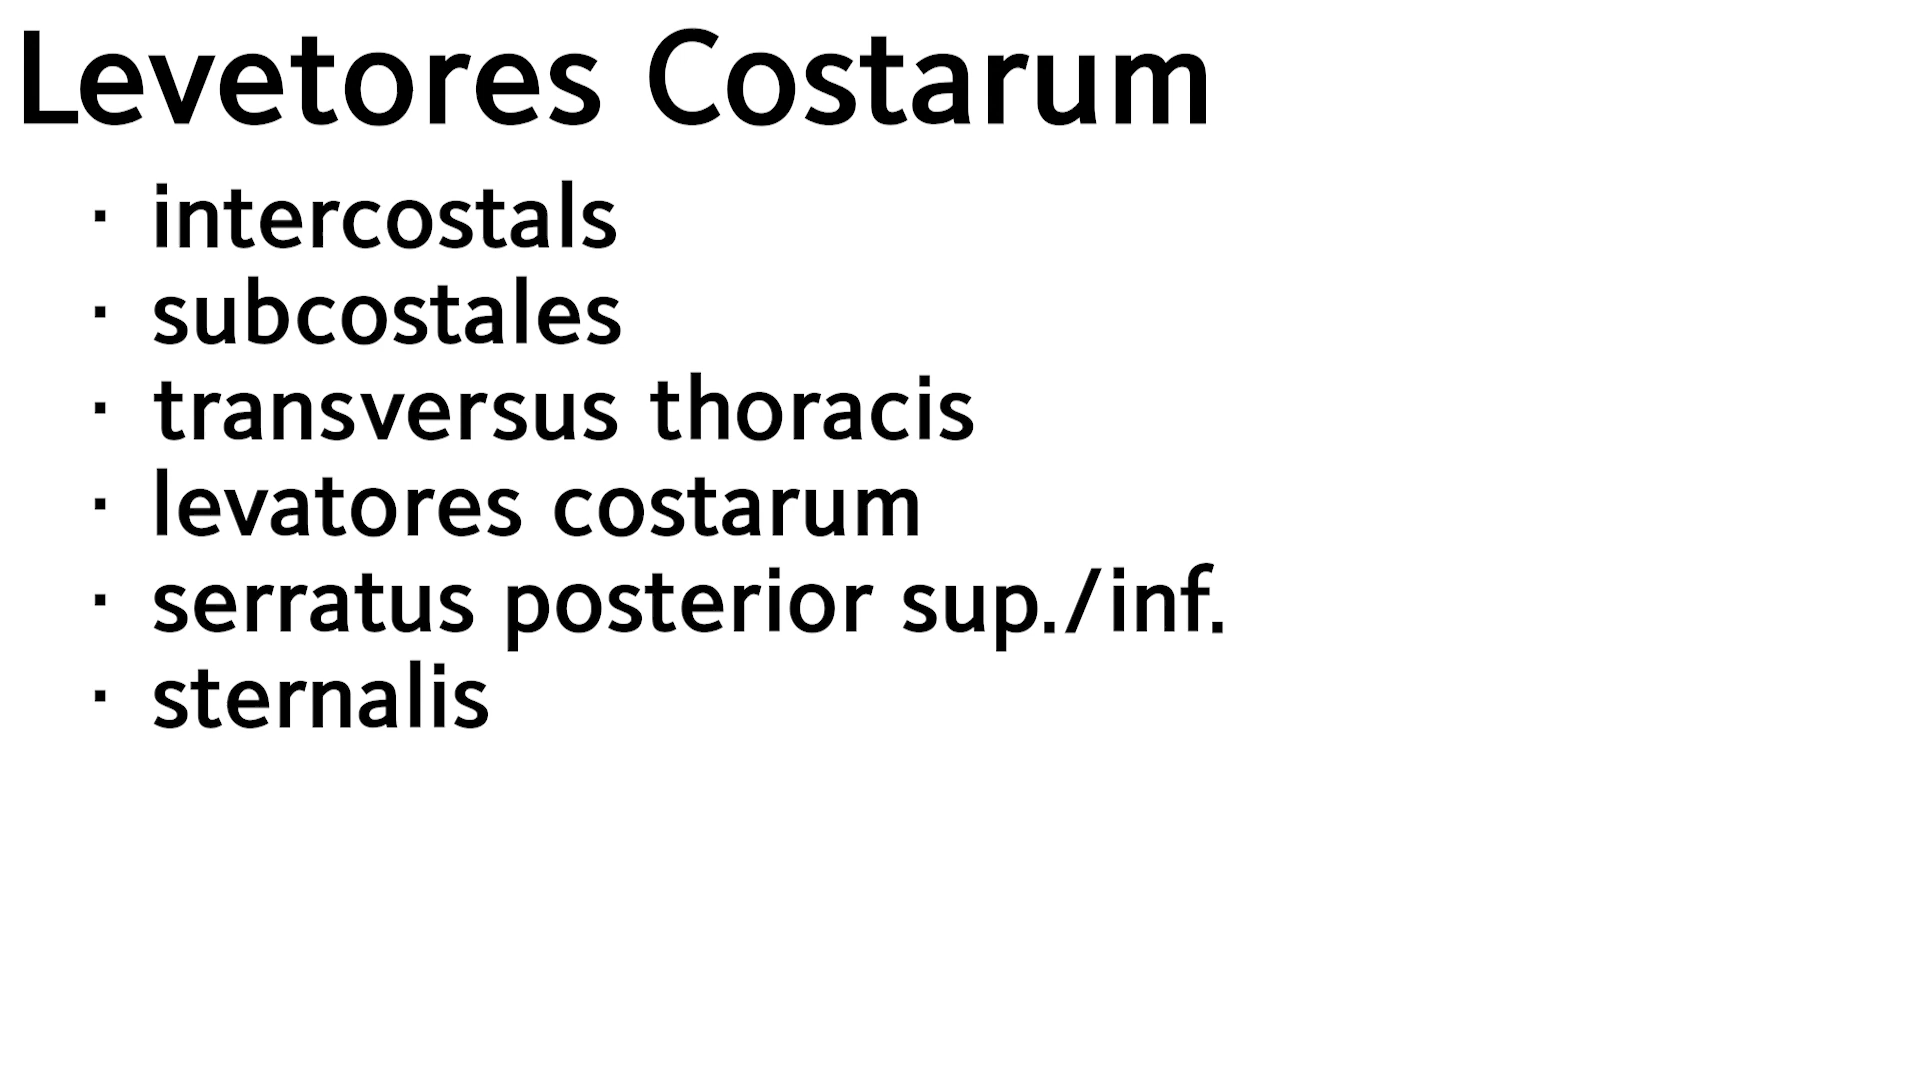 Levetores Costarum
· intercostals
· subcostales
· transversus thoracis
· levatores costarum
· serratus posterior sup./inf.
· sternalis